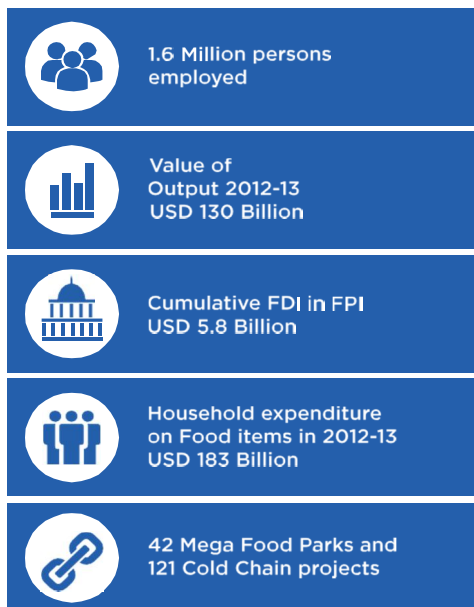 1.6 Million persons
employed
Value of
Output 2012-13
USD 130 Billion
Cumulative FDI in FPI
USD 5.8 Billion
Household expenditure
on Food items in 2012-13
USD 183 Billion
42 Mega Food Parks and
121 Cold Chain projects